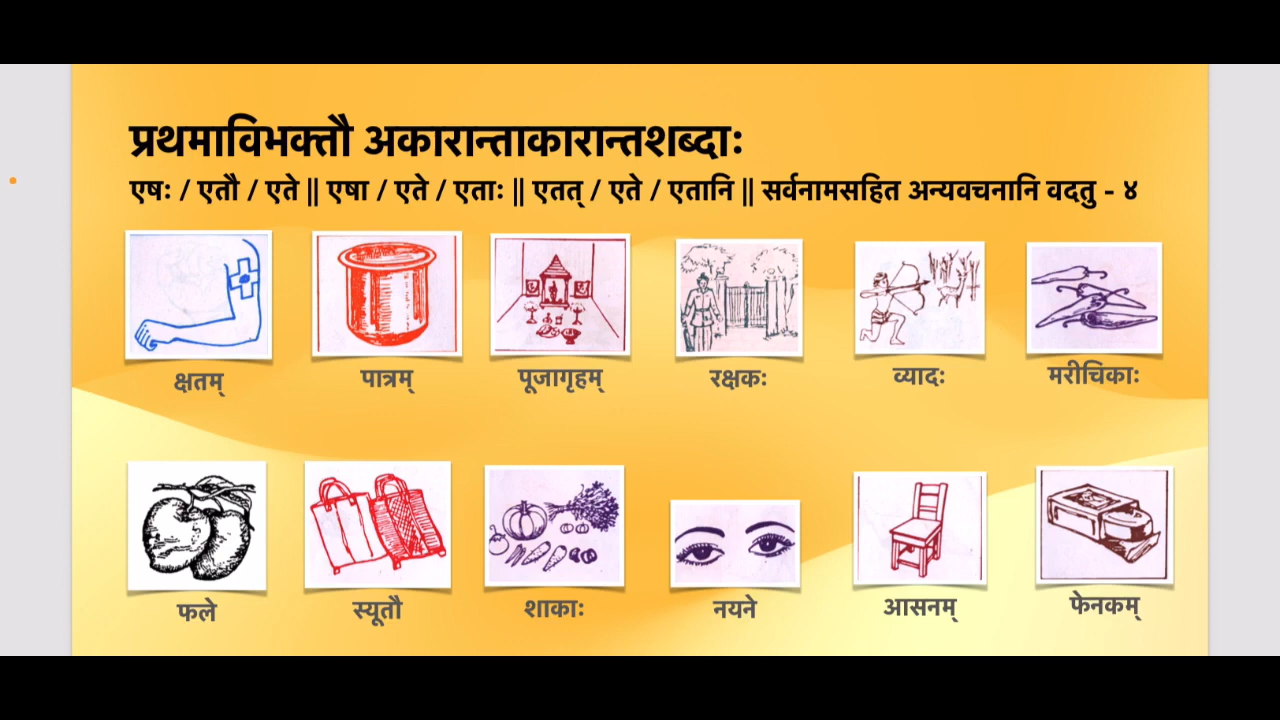 प्रथमाविभक्तौ अकारान्ताकारान्तशब्दाः
एषः / एतौ / एते || एषा / एते / एताः || एतत् / एते / एतानि || सर्वनामसहित अन्यवचनानि वदतु - ४
क्षतम् पात्रम् पूजागृहम् रक्षकः व्यादः मरीचिकाः
फले स्यूतौ शाकाः नयने आसनम् फेनकम्